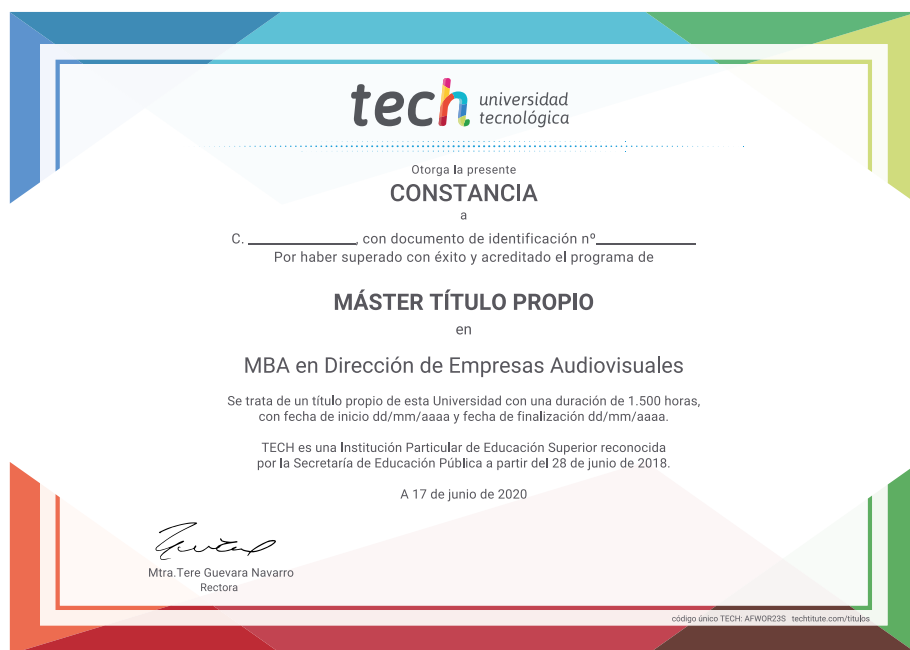 tech universidad
tecnológica
Otorga la presente
CONSTANCIA
a
C. ____________, con documento de identificación nº____________
Por haber superado con éxito y acreditado el programa de
MÁSTER TÍTULO PROPIO
en
MBA en Dirección de Empresas Audiovisuales
Se trata de un título propio de esta Universidad con una duración de 1.500 horas,
con fecha de inicio dd/mm/aaaa y fecha de finalización dd/mm/aaaa.
TECH es una Institución Particular de Educación Superior reconocida
por la Secretaría de Educación Pública a partir del 28 de junio de 2018.
A 17 de junio de 2020
Mtra.Tere Guevara Navarro
Rectora
código único TECH: AFWOR23S techtitute.com/titulos